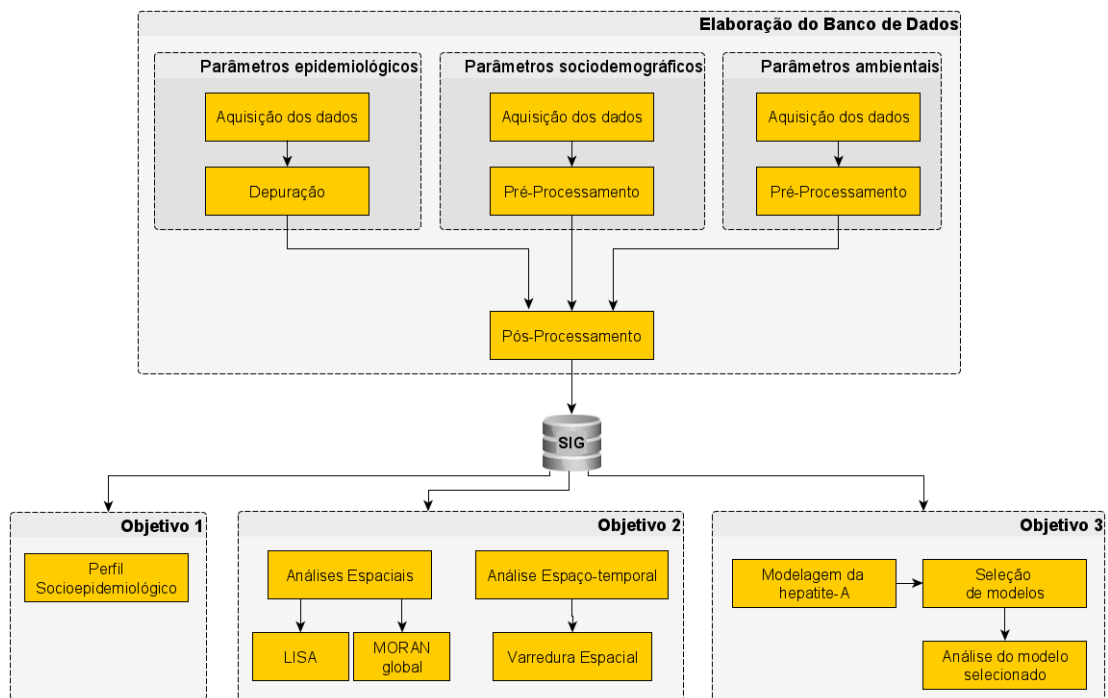 Elaboração do Banco de Dados
Parâmetros epidemiológicos
Parâmetros sociodemográficos
Parâmetros ambientais
Aquisição dos dados
Aquisição dos dados
Aquisição dos dados
Depuração
Pré-Processamento
Pré-Processamento
Pós-Processamento
SIG
Objetivo 1
Perfil
Socioepidemiológico
Objetivo 2
Análises Espaciais
Análise Espaço-temporal
LISA
MORAN
global
Varredura Espacial
Objetivo 3
Modelagem da
hepatite-A
Seleção
de modelos
Análise do modelo
selecionado